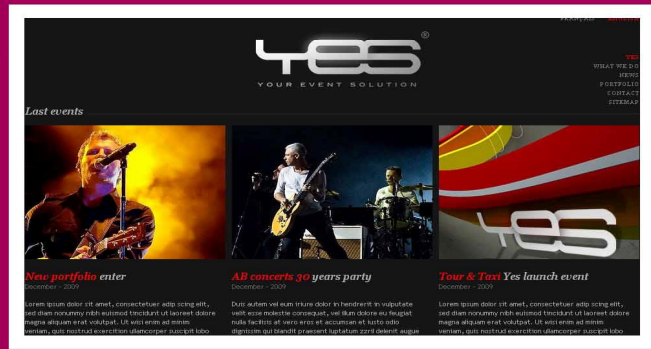 FRANÇAIS
YES
®
YOUR EVENT SOLUTION
YES
WHAT WE DO
NEWS
PORTFOLIO
CONTACT
SITEMAP
Last events
YES
New portfolio enter
December - 2009
Lorem ipsum dolor sit amet, consectetuer adip scing elit,
sed diam nonummy nibh euismod tincidunt ut laoreet dolore
magna aliquam erat volutpat. Ut wisi enim ad minim
veniam, quis nostrud exercition ullamcorper suscipit lobo
AB concerts 30 years party
December - 2009
Duis autem vel eum iriure dolor in hendrerit in vulputate
velit esse molestie consequat, vel illum dolore eu feugiat
nulla facilisis at vero eros et accumsan et iusto odio
dignissim qui blandit praesent luptatum zzril delenit augue
Tour & Taxi Yes launch event
December - 2009
Lorem ipsum dolor sit amet, consectetuer adip scing elit,
sed diam nonummy nibh euismod tincidunt ut laoreet dolore
magna aliquam erat volutpat. Ut wisi enim ad minim
veniam, quis nostrud exercition ullamcorper suscipit lobo